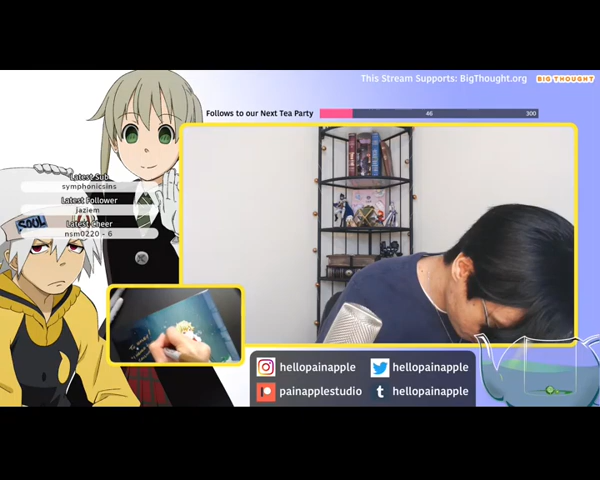 This Stream Supports: BigThought.org
BIG THOUGHT
Follows to our Next Tea Party
46
300
Latest Sub
symphonicsins
Latest Follower
jaziem
Latest Cheer
nsm0220 - 6
SOUL
hellopainapple
hellopainapple
painapplestudio
hellopainapple